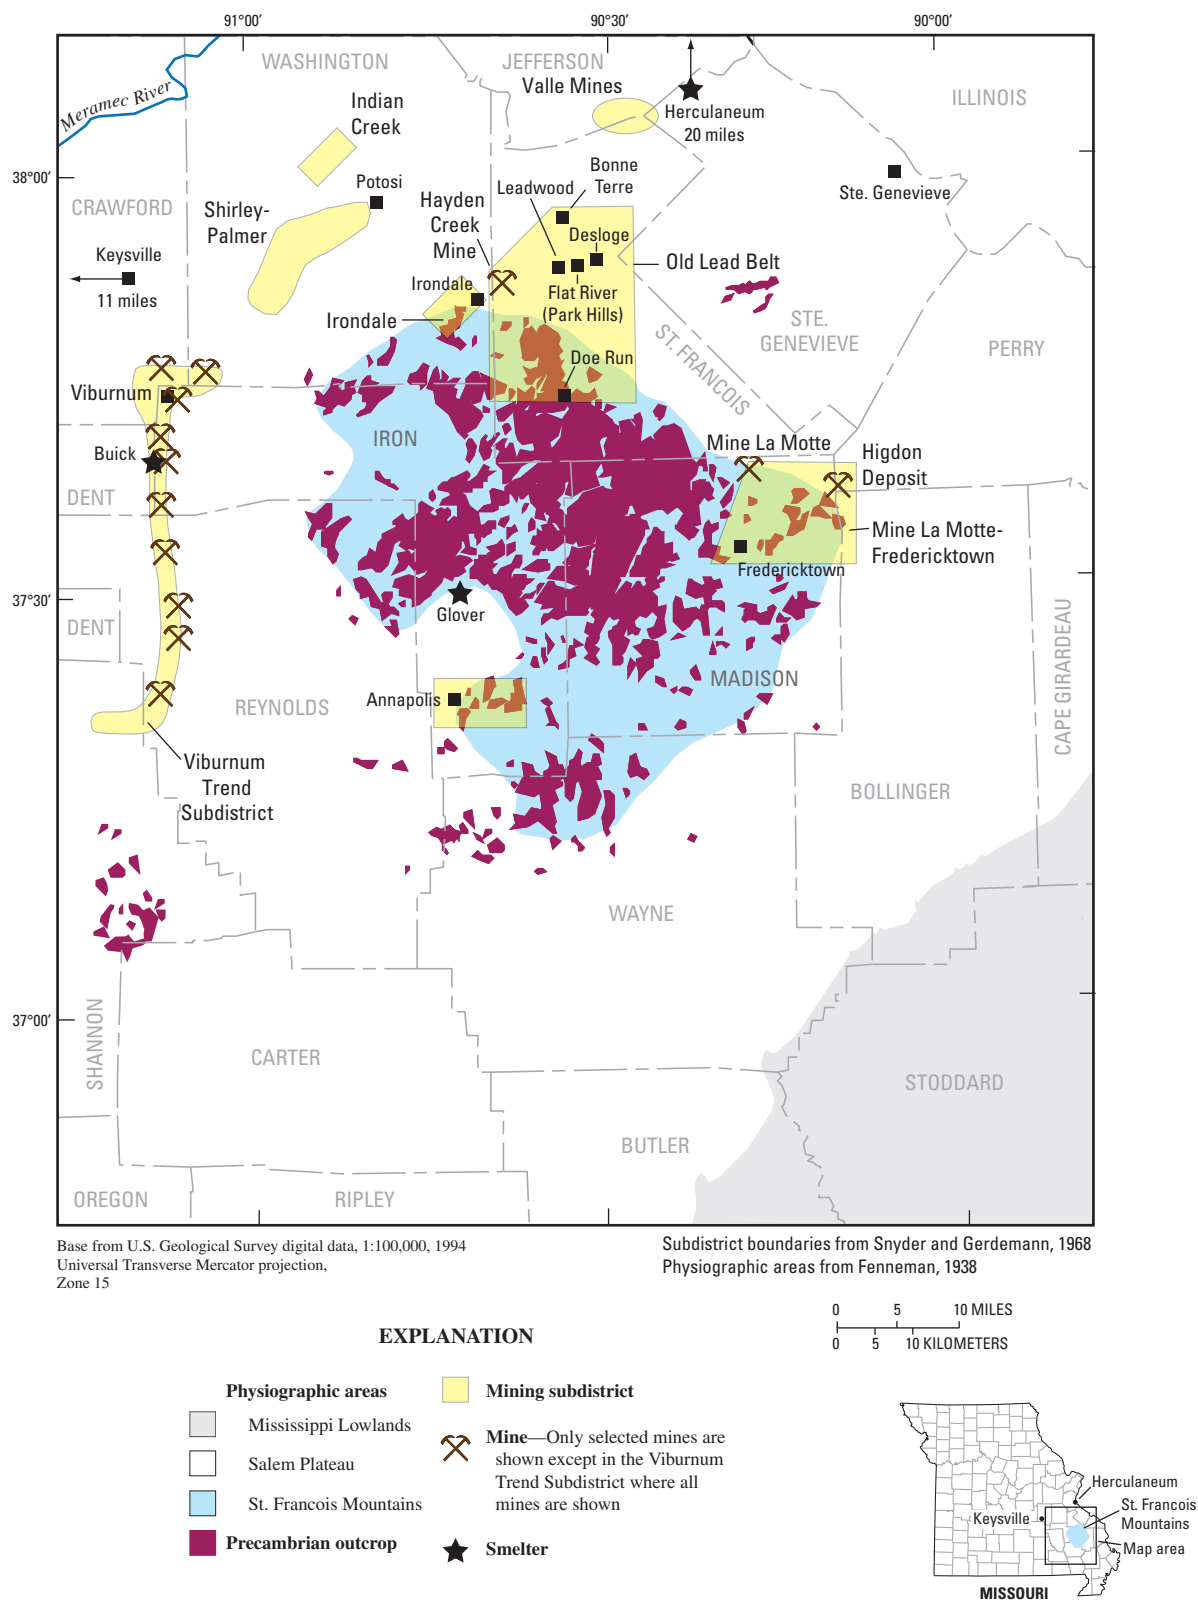 91°00′
90°30′
90°00′
WASHINGTON
JEFFERSON
Valle Mines
ILLINOIS
Meramec River
Indian
Creek
Herculaneum
20 miles
38°00′
Potosi
Leadwood
Bonne
Terre
Ste. Genevieve
CRAWFORD
Shirley-
Palmer
Hayden
Creek
Mine
Desloge
Keysville
11 miles
Old Lead Belt
Irondale
Flat River
(Park Hills)
Irondale
STE.
GENEVIEVE
ST. FRANCOIS
PERRY
Doe Run
Viburnum
IRON
Mine La Motte
Higdon
Deposit
Buick
DENT
Mine La Motte-
Fredericktown
Fredericktown
37°30′
Glover
DENT
CAPE GIRARDEAU
MADISON
Annapolis
REYNOLDS
Viburnum
Trend
Subdistrict
BOLLINGER
WAYNE
37°00′
SHANNON
CARTER
STODDARD
BUTLER
OREGON
RIPLEY
Base from U.S. Geological Survey digital data, 1:100,000, 1994
Universal Transverse Mercator projection,
Zone 15
Subdistrict boundaries from Snyder and Gerdemann, 1968
Physiographic areas from Fenneman, 1938
0 5 10 MILES
0 5 10 KILOMETERS
EXPLANATION
Physiographic areas
Mississippi Lowlands
Salem Plateau
St. Francois Mountains
Precambrian outcrop
Mining subdistrict
Mine—Only selected mines are
shown except in the Viburnum
Trend Subdistrict where all
mines are shown
Smelter
Herculaneum
St. Francois
Mountains
Keysville
Map area
MISSOURI